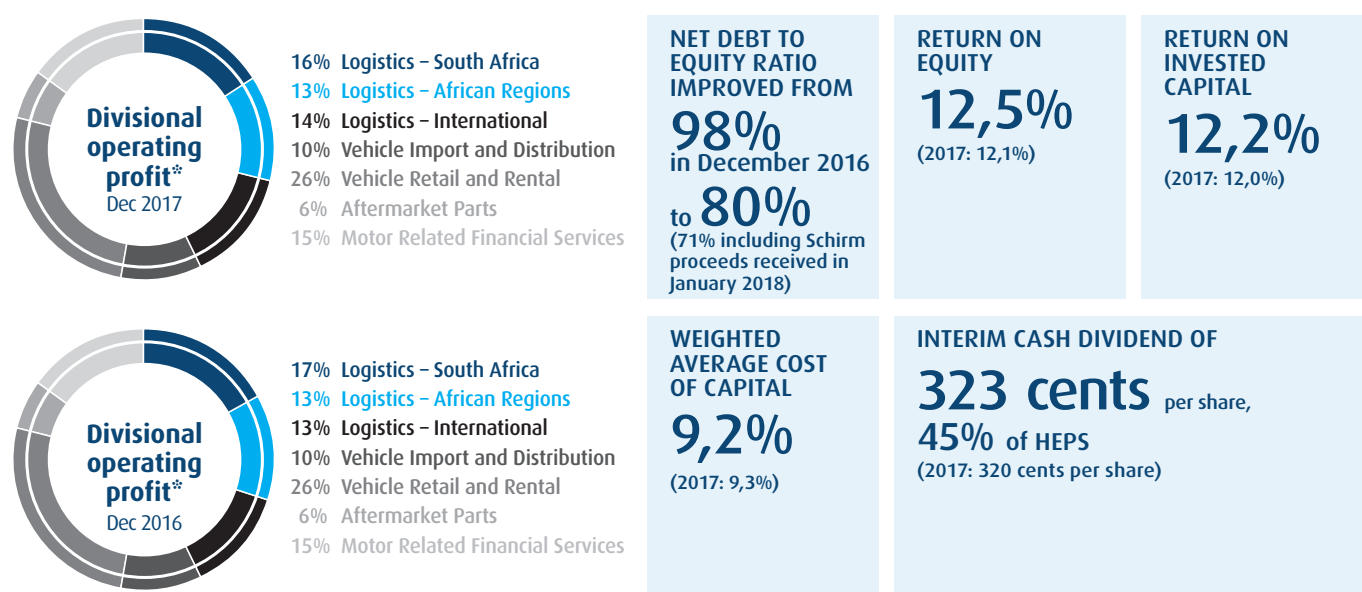 Divisional
operating
profit*
Dec 2017
16% Logistics – South Africa
13% Logistics – African Regions
14% Logistics – International
10% Vehicle Import and Distribution
26% Vehicle Retail and Rental
6% Aftermarket Parts
15% Motor Related Financial Services
NET DEBT TO
EQUITY RATIO
IMPROVED FROM
98%
in December 2016
to 80%
(71% including Schirm
proceeds received in
January 2018)
RETURN ON
EQUITY
12,5%
(2017: 12,1%)
RETURN ON
INVESTED
CAPITAL
12,2%
(2017: 12,0%)
Divisional
operating
profit*
Dec 2016
17% Logistics – South Africa
13% Logistics – African Regions
13% Logistics – International
10% Vehicle Import and Distribution
26% Vehicle Retail and Rental
6% Aftermarket Parts
15% Motor Related Financial Services
WEIGHTED
AVERAGE COST
OF CAPITAL
9,2%
(2017: 9,3%)
INTERIM CASH DIVIDEND OF
323 cents per share,
45% of HEPS
(2017: 320 cents per share)